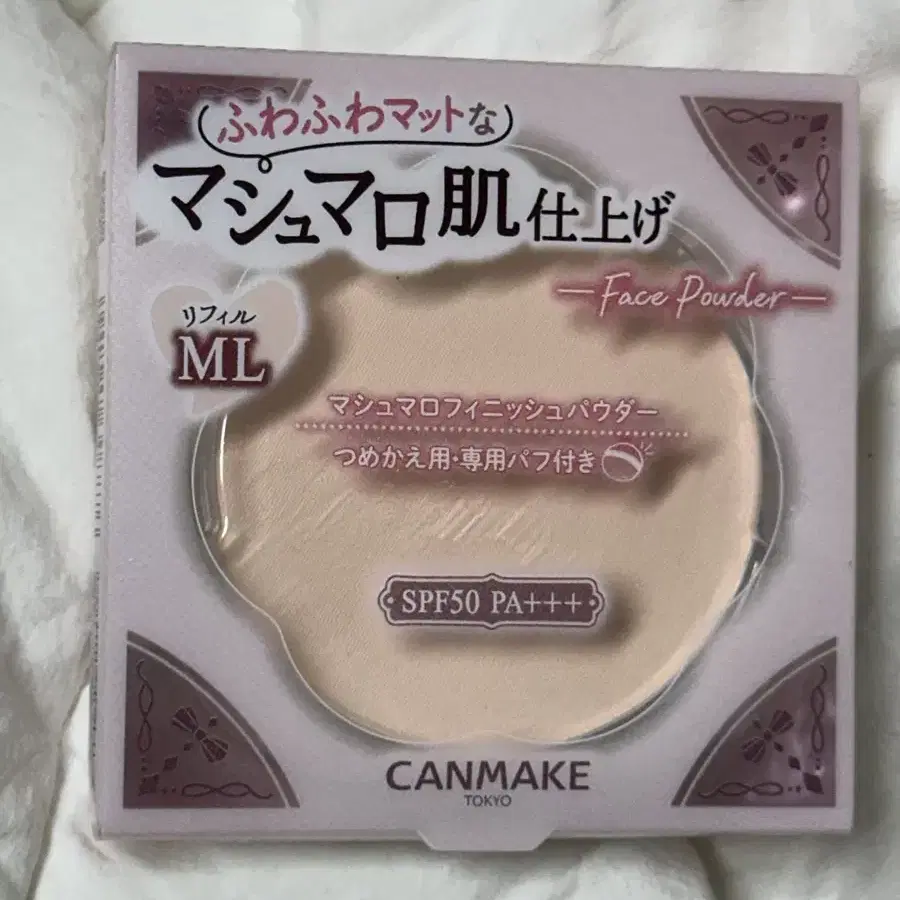 ふわふわマットな
マシュマロ肌仕上げ
Face Powder
リフィル
ML
マシュマロフィニッシュパウダー
つめかえ用・専用パフ付き
SPF50 PA+++
CANMAKE
TOKYO